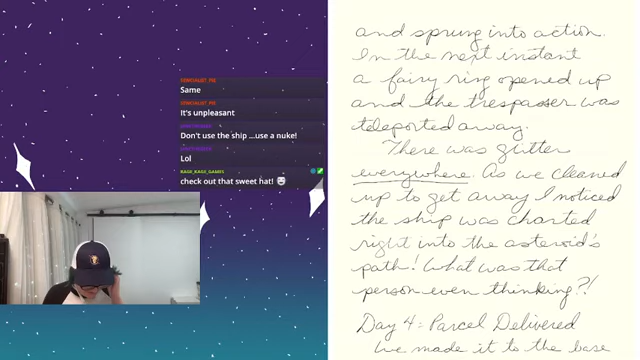 DEMOCIALIST_PIE
Same
DEMOCIALIST_PIE
It's unpleasant
Don't use the ship ...use a nuke!
Lol
RAGE_KAGE_GAMES
check out that sweet hat!
and sprung into action.
In the next instant
a fairy ring opened up
and the trespasser was
teleported away.
There was glitter
everywhere. As we cleaned
up to get away I noticed
the ship was charted
right into the asteroid's
path! What was that
person even thinking?!
Day 4: Parcel Delivered
We made it to the base